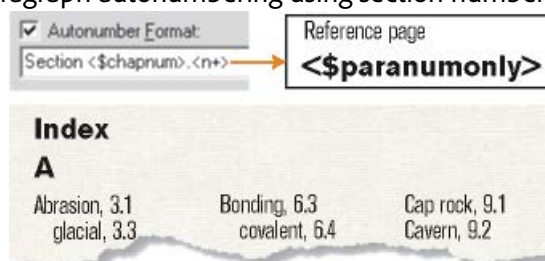 Autonumber Format:
Section <$chapnum>.<n+>
Reference page
<$paranumonly>
Index
A
Abrasion, 3.1
glacial, 3.3
Bonding, 6.3
covalent, 6.4
Cap rock, 9.1
Cavern, 9.2